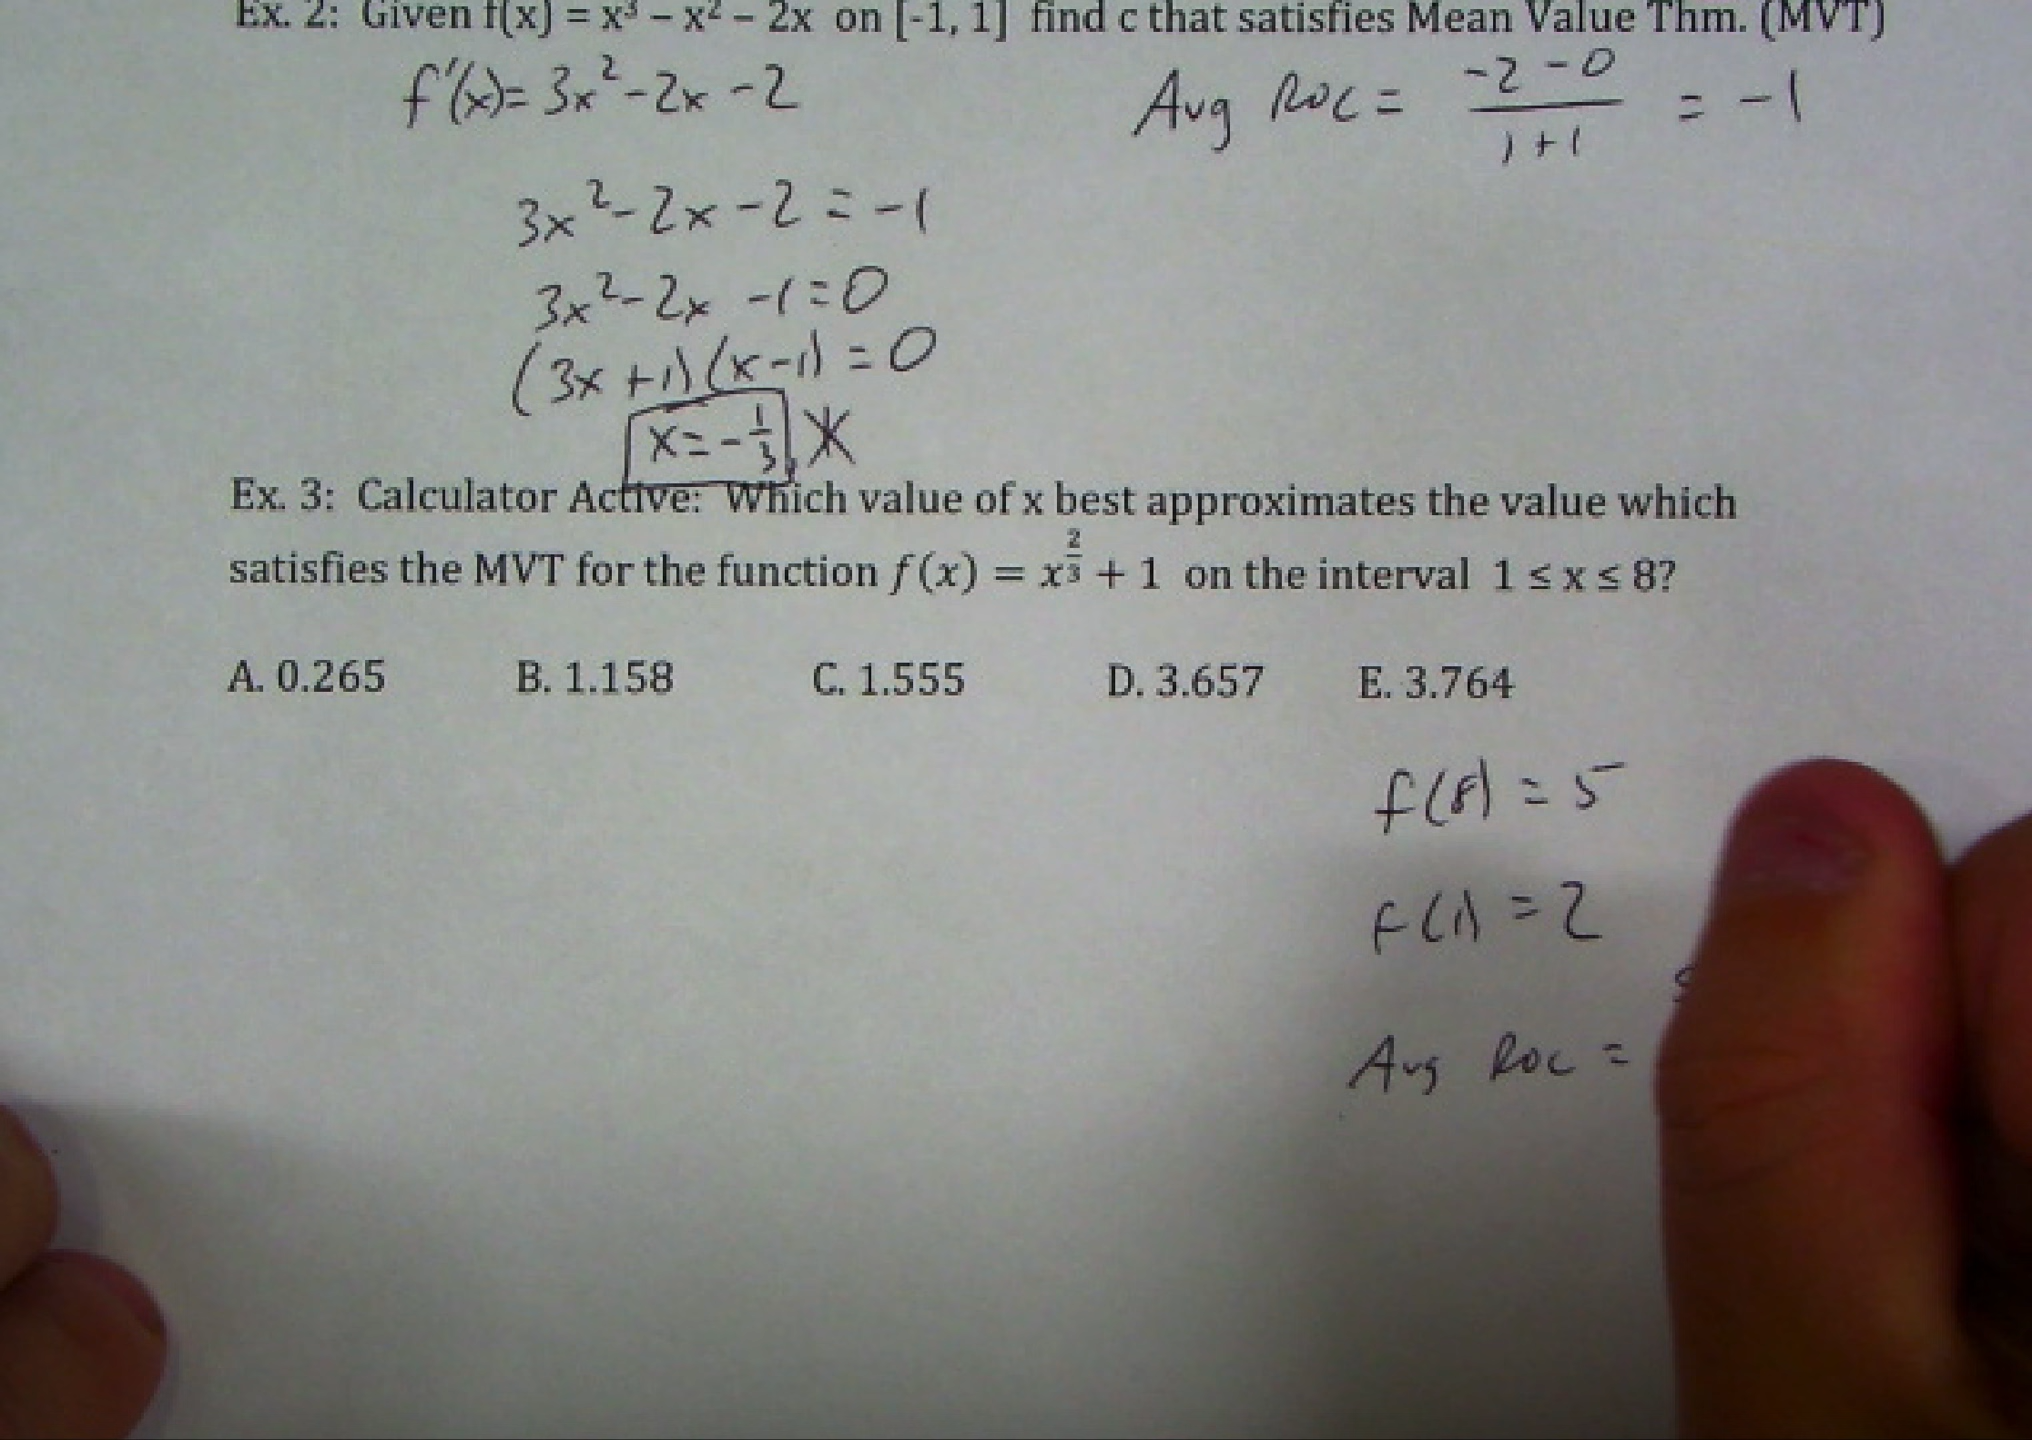 Ex. 2: Given f(x) = x³ – x² – 2x on [-1, 1] find c that satisfies Mean Value Thm. (MVT)
f'(x)= 3x² -2x -2
Avg ROC = (-2 -0)/(1+1) = -1
3x² -2x -2 = -1
3x² -2x -1 = 0
(3x +1)(x-1) = 0
x = -1/3,
Ex. 3: Calculator Active: Which value of x best approximates the value which
satisfies the MVT for the function f(x) = x^(2/3) + 1 on the interval 1 ≤ x ≤ 8?
A. 0.265 B. 1.158 C. 1.555 D. 3.657 E. 3.764
f(8) = 5
f(1) = 2
Avg ROC =